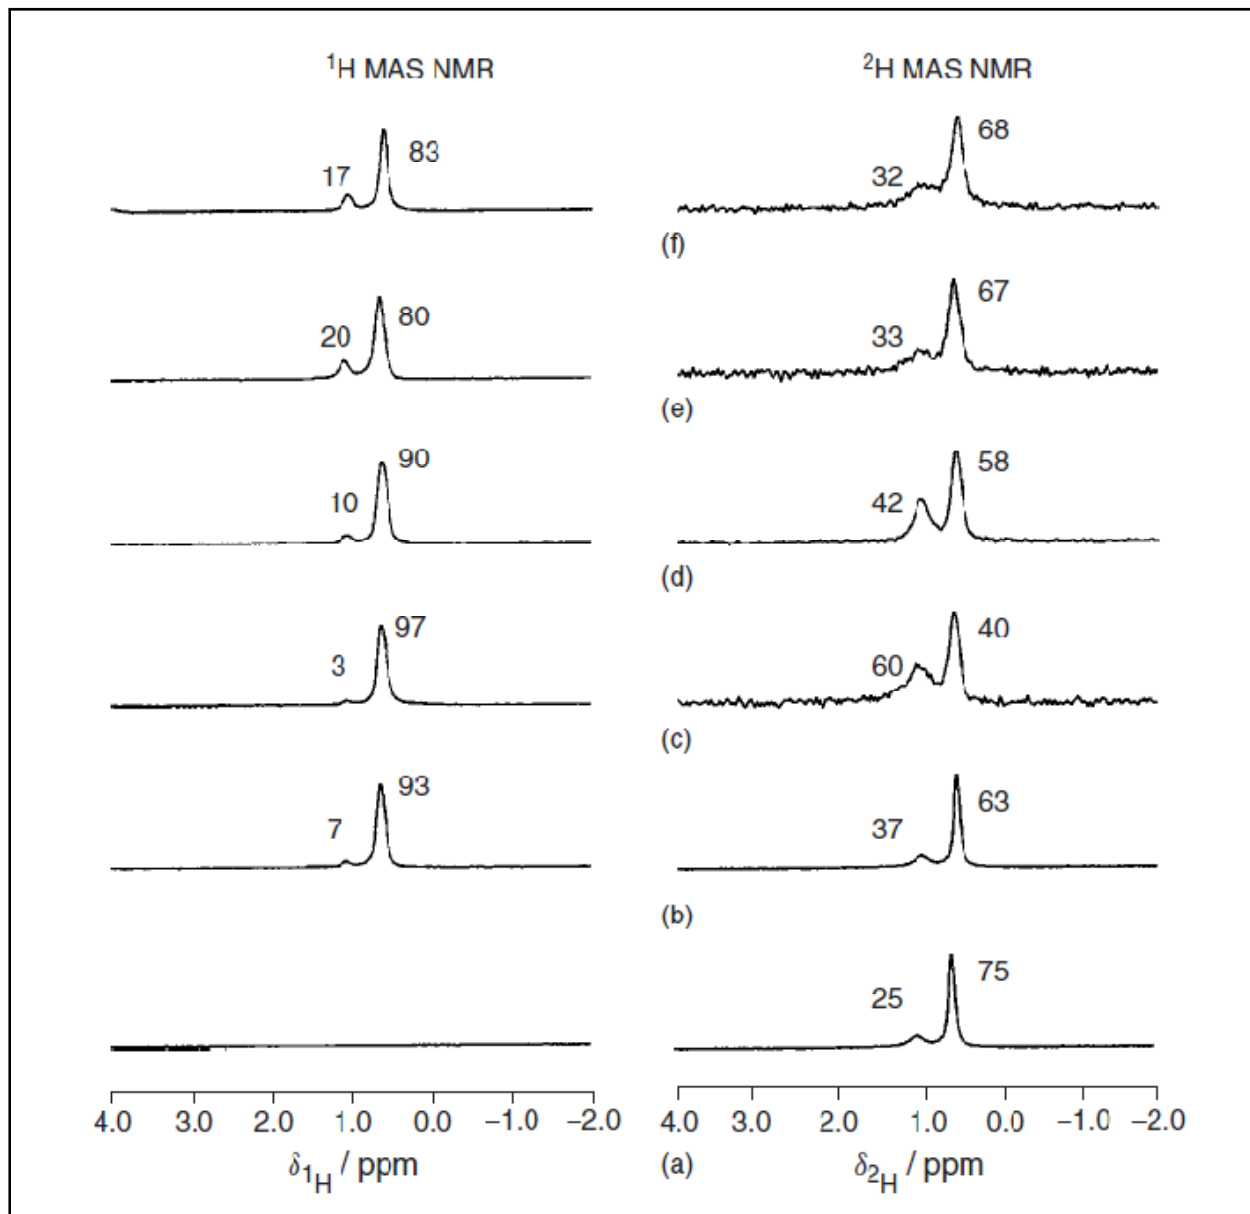 ¹H MAS NMR ²H MAS NMR
83 68
17 32
(f)
80 67
20 33
(e)
90 58
10 42
(d)
97 40
3 60
(c)
93 63
7 37
(b)
75
25
4.0 3.0 2.0 1.0 0.0 −1.0 −2.0 4.0 3.0 2.0 1.0 0.0 −1.0 −2.0
δ₁H / ppm (a) δ₂H / ppm